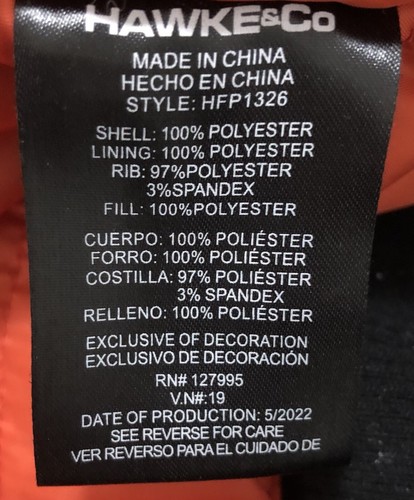 HAWKE&Co
MADE IN CHINA
HECHO EN CHINA
STYLE: HFP1326
SHELL: 100% POLYESTER
LINING: 100% POLYESTER
RIB: 97%POLYESTER
3%SPANDEX
FILL: 100%POLYESTER
CUERPO: 100% POLIÉSTER
FORRO: 100% POLIÉSTER
COSTILLA: 97% POLIÉSTER
3% SPANDEX
RELLENO: 100% POLIÉSTER
EXCLUSIVE OF DECORATION
EXCLUSIVO DE DECORACIÓN
RN# 127995
V.N#:19
DATE OF PRODUCTION: 5/2022
SEE REVERSE FOR CARE
VER REVERSO PARA EL CUIDADO DE